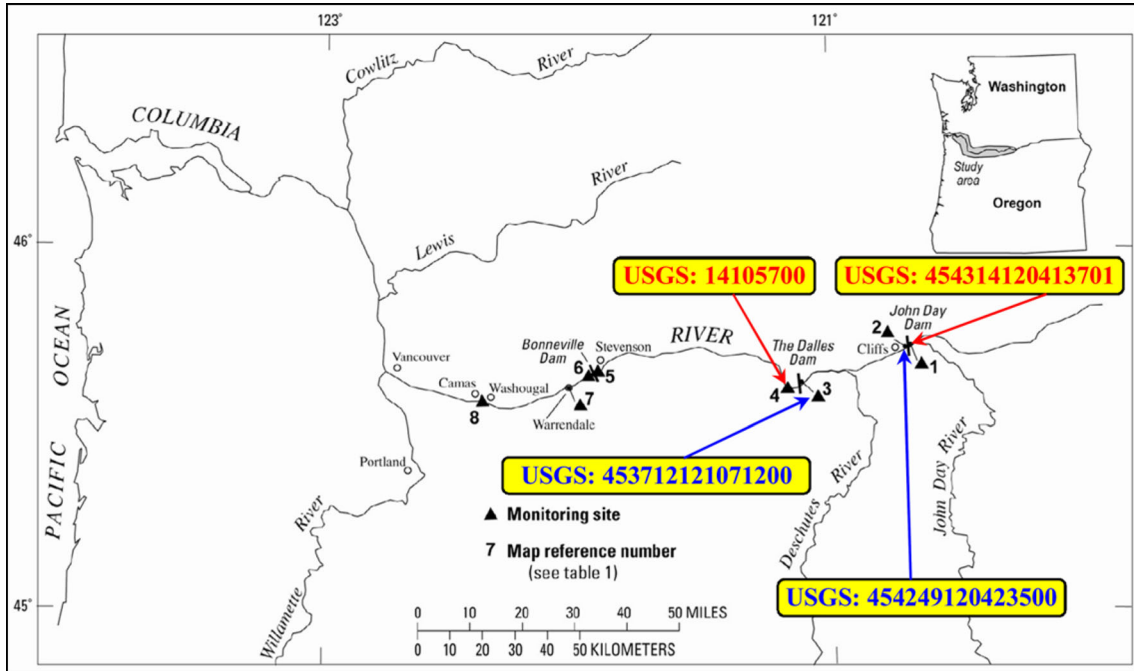 123°
121°
Cowlitz
River
COLUMBIA
Washington
Study
area
Oregon
River
Lewis
46°
USGS: 14105700
USGS: 454314120413701
PACIFIC OCEAN
RIVER
John Day
Dam
2
Cliffs
1
Bonneville
Dam
Stevenson
The Dalles
Dam
Vancouver
6
5
Camas
Washougal
4
3
8
7
Warrendale
Portland
USGS: 453712121071200
River
Deschutes
John Day River
River
Willamette
Monitoring site
7 Map reference number
(see table 1)
USGS: 454249120423500
45°
0 10 20 30 40 50 MILES
0 10 20 30 40 50 KILOMETERS